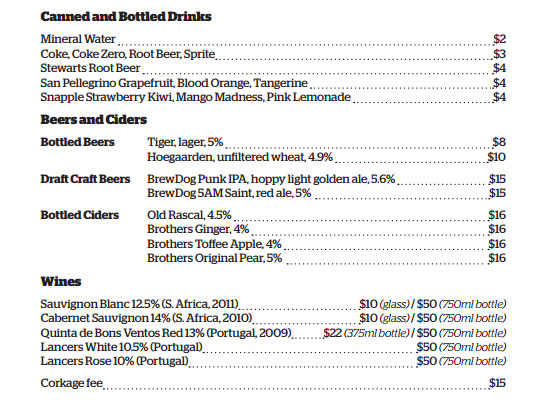 Canned and Bottled Drinks
Mineral Water $2
Coke, Coke Zero, Root Beer, Sprite $3
Stewarts Root Beer $4
San Pellegrino Grapefruit, Blood Orange, Tangerine $4
Snapple Strawberry Kiwi, Mango Madness, Pink Lemonade $4
Beers and Ciders
Bottled Beers Tiger, lager, 5% $8
Hoegaarden, unfiltered wheat, 4.9% $10
Draft Craft Beers BrewDog Punk IPA, hoppy light golden ale, 5.6% $15
BrewDog 5AM Saint, red ale, 5% $15
Bottled Ciders Old Rascal, 4.5% $16
Brothers Ginger, 4% $16
Brothers Toffee Apple, 4% $16
Brothers Original Pear, 5% $16
Wines
Sauvignon Blanc 12.5% (S. Africa, 2011) $10 (glass) / $50 (750ml bottle)
Cabernet Sauvignon 14% (S. Africa, 2010) $10 (glass) / $50 (750ml bottle)
Quinta de Bons Ventos Red 13% (Portugal, 2009) $22 (375ml bottle) / $50 (750ml bottle)
Lancers White 10.5% (Portugal) $50 (750ml bottle)
Lancers Rose 10% (Portugal) $50 (750ml bottle)
Corkage fee $15